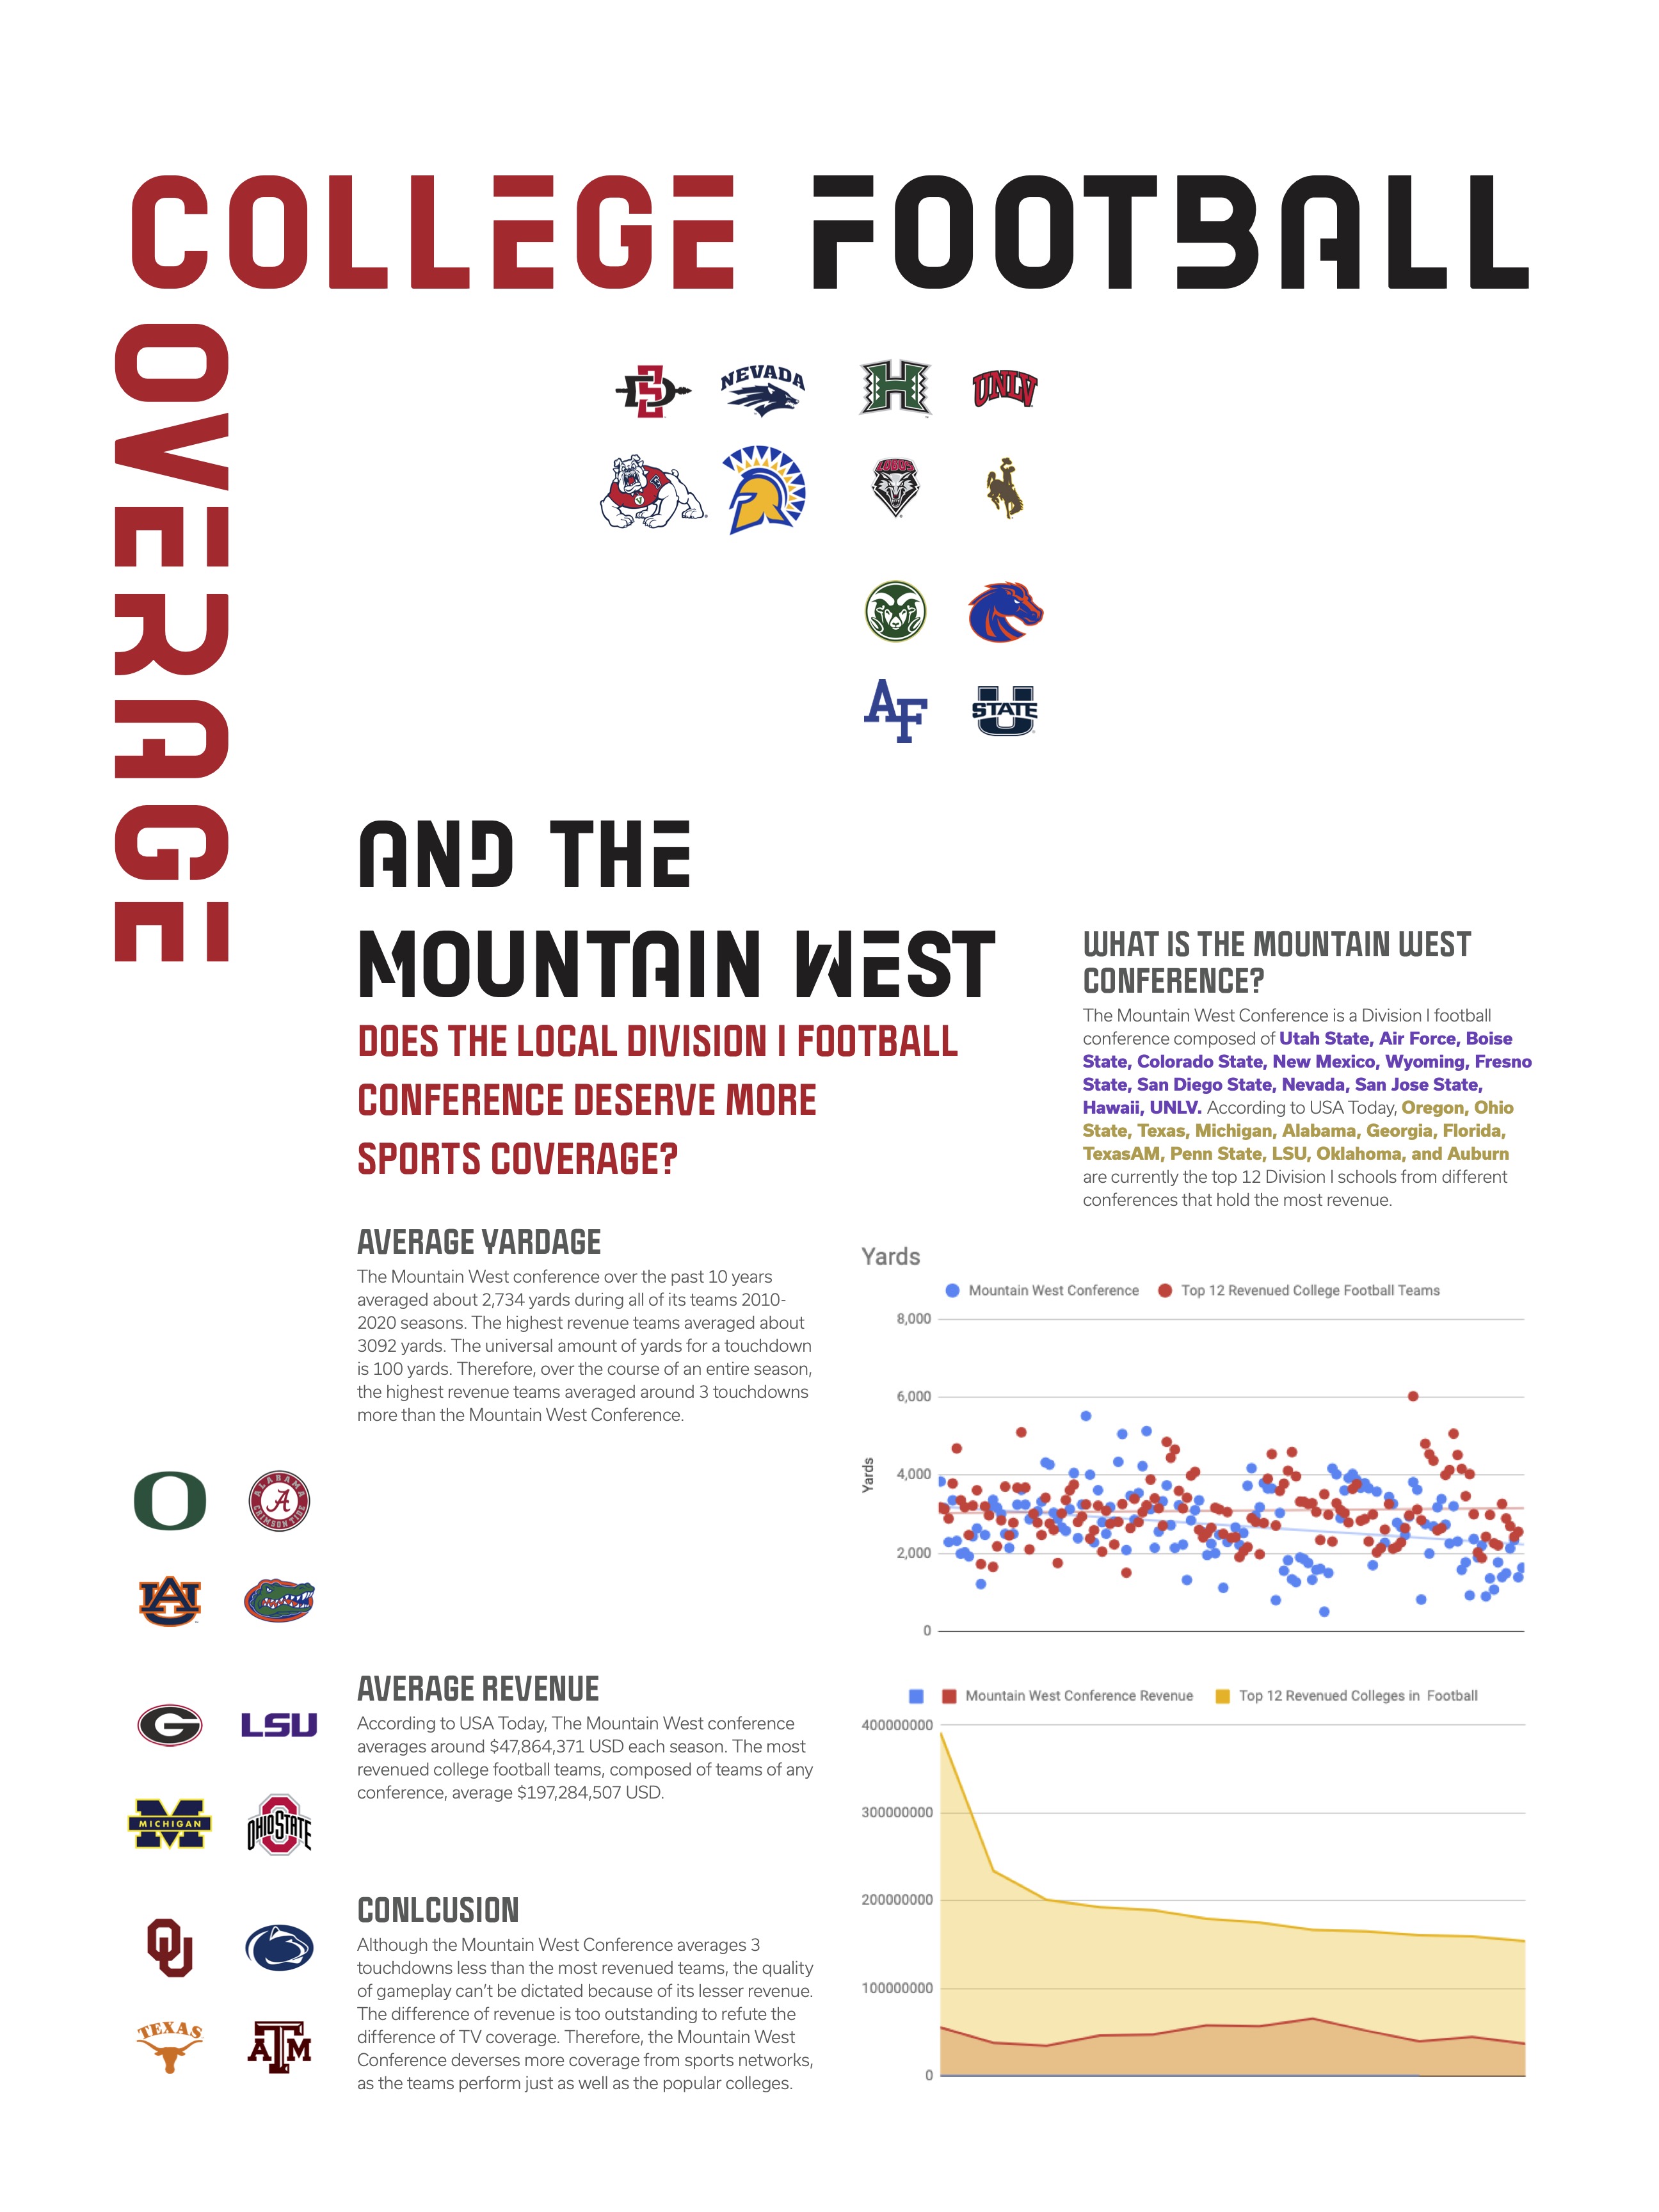 COLLEGE FOOTBALL
COVERAGE
NEVADA
UNLV
LOBOS
AF
U STATE
AND THE
MOUNTAIN WEST
DOES THE LOCAL DIVISION I FOOTBALL
CONFERENCE DESERVE MORE
SPORTS COVERAGE?
WHAT IS THE MOUNTAIN WEST
CONFERENCE?
The Mountain West Conference is a Division I football
conference composed of Utah State, Air Force, Boise
State, Colorado State, New Mexico, Wyoming, Fresno
State, San Diego State, Nevada, San Jose State,
Hawaii, UNLV. According to USA Today, Oregon, Ohio
State, Texas, Michigan, Alabama, Georgia, Florida,
TexasAM, Penn State, LSU, Oklahoma, and Auburn
are currently the top 12 Division I schools from different
conferences that hold the most revenue.
AVERAGE YARDAGE
The Mountain West conference over the past 10 years
averaged about 2,734 yards during all of its teams 2010-
2020 seasons. The highest revenue teams averaged about
3092 yards. The universal amount of yards for a touchdown
is 100 yards. Therefore, over the course of an entire season,
the highest revenue teams averaged around 3 touchdowns
more than the Mountain West Conference.
Yards
Mountain West Conference
Top 12 Revenued College Football Teams
Yards
8,000
6,000
4,000
2,000
0
O
ALABAMA
A
CRIMSON TIDE
AU
G
LSU
M
MICHIGAN
OHIO STATE
OU
TEXAS
ATM
AVERAGE REVENUE
According to USA Today, The Mountain West conference
averages around $47,864,371 USD each season. The most
revenued college football teams, composed of teams of any
conference, average $197,284,507 USD.
Mountain West Conference Revenue
Top 12 Revenued Colleges in Football
400000000
300000000
200000000
100000000
0
CONLCUSION
Although the Mountain West Conference averages 3
touchdowns less than the most revenued teams, the quality
of gameplay can't be dictated because of its lesser revenue.
The difference of revenue is too outstanding to refute the
difference of TV coverage. Therefore, the Mountain West
Conference deverses more coverage from sports networks,
as the teams perform just as well as the popular colleges.